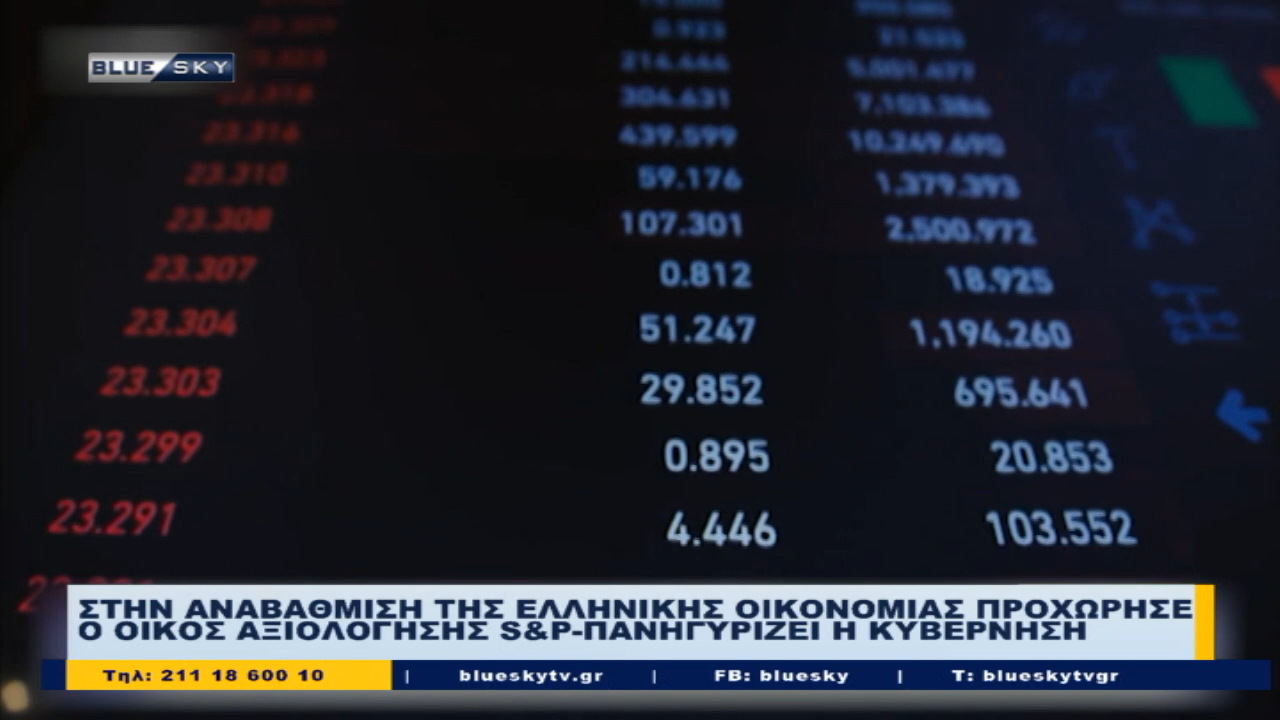 BLUE SKY
214.444 5,001.477
23.318 304.631 7,103.386
23.314 439.599 10,249.690
23.310 59.176 1,379.393
23.308 107.301 2,500.972
23.307 0.812 18.925
23.304 51.247 1,194.260
23.303 29.852 695.641
23.299 0.895 20.853
23.291 4.446 103.552
ΣΤΗΝ ΑΝΑΒΑΘΜΙΣΗ ΤΗΣ ΕΛΛΗΝΙΚΗΣ ΟΙΚΟΝΟΜΙΑΣ ΠΡΟΧΩΡΗΣΕ
Ο ΟΙΚΟΣ ΑΞΙΟΛΟΓΗΣΗΣ S&P-ΠΑΝΗΓΥΡΙΖΕΙ Η ΚΥΒΕΡΝΗΣΗ
Τηλ: 211 18 600 10 | blueskytv.gr | FB: bluesky | T: blueskytvgr